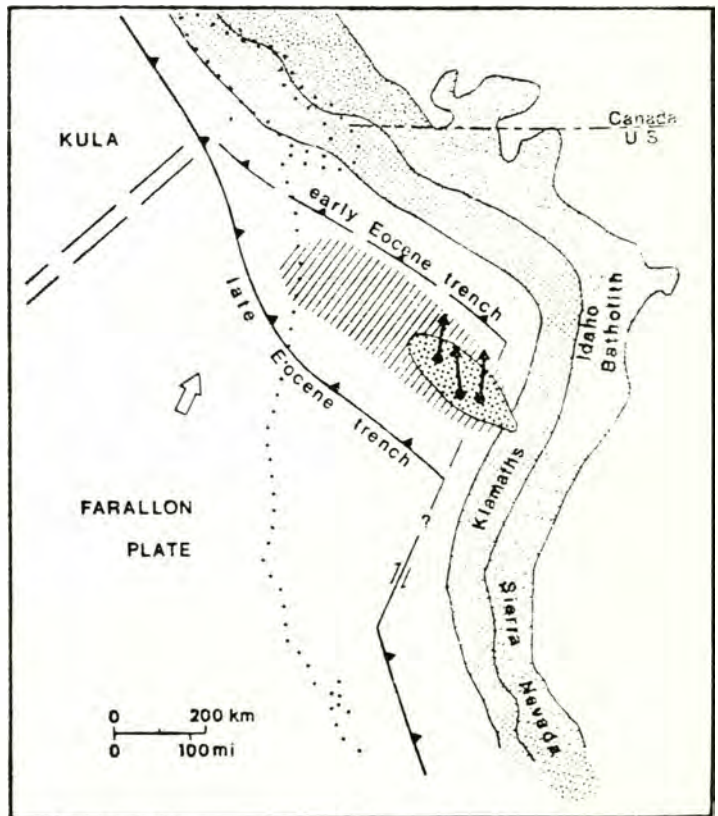 Canada
U S
KULA
early Eocene trench
late Eocene trench
Idaho
Batholith
Klamaths
FARALLON
PLATE
?
Sierra Nevada
0 200 km
0 100 mi